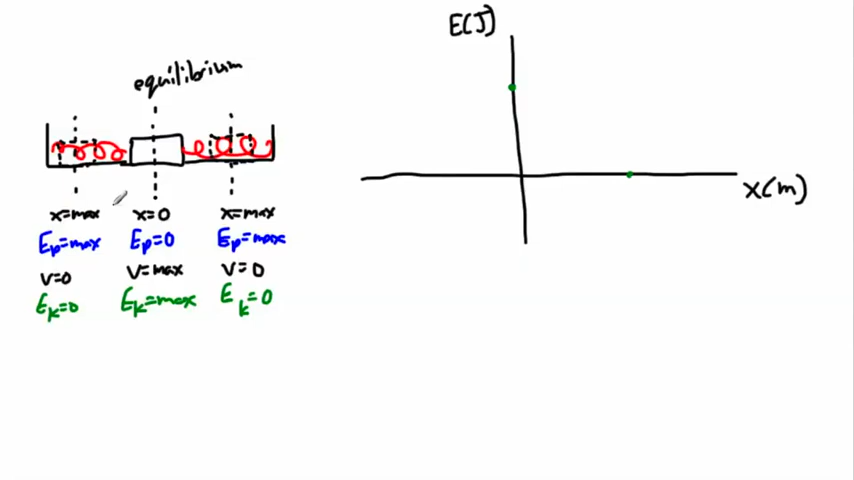 equilibrium
x=max x=0 x=max
Ep=max Ep=0 Ep=max
v=0 v=max v=0
Ek=0 Ek=max Ek=0
E(J)
x(m)